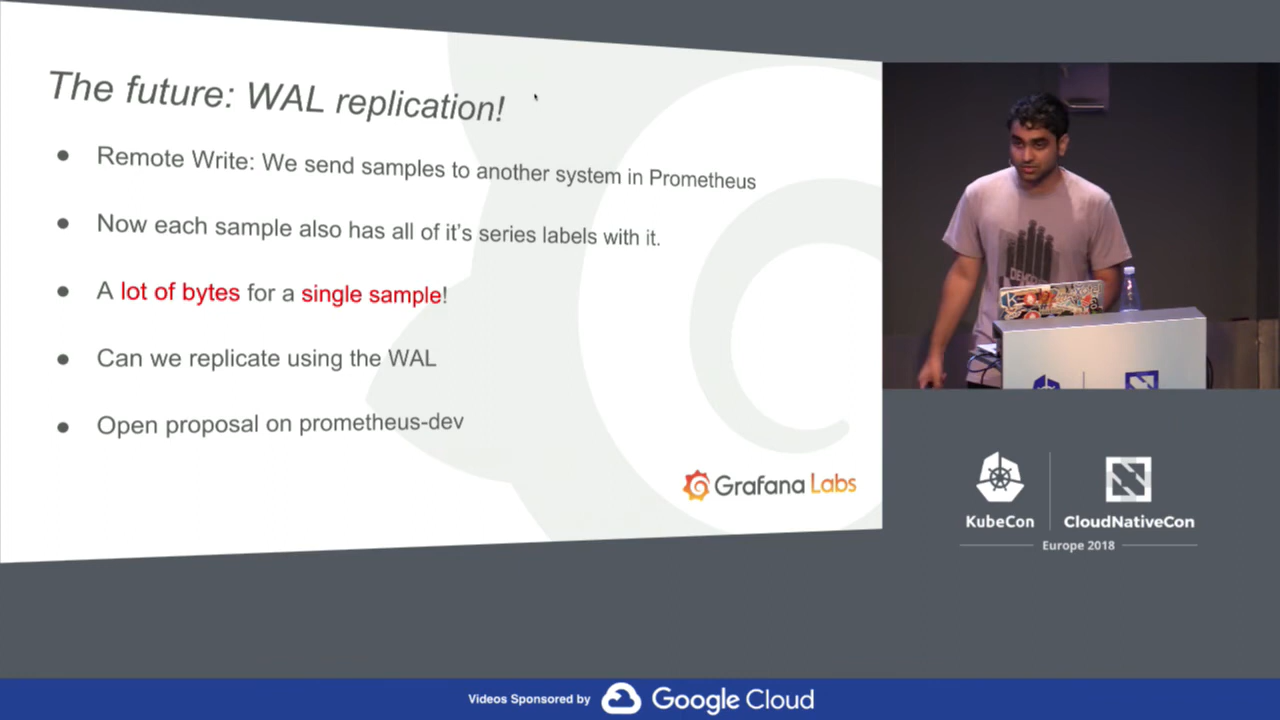 The future: WAL replication!
● Remote Write: We send samples to another system in Prometheus
● Now each sample also has all of it's series labels with it.
● A lot of bytes for a single sample!
● Can we replicate using the WAL
● Open proposal on prometheus-dev
Grafana Labs
KubeCon
CloudNativeCon
Europe 2018
Videos Sponsored by Google Cloud